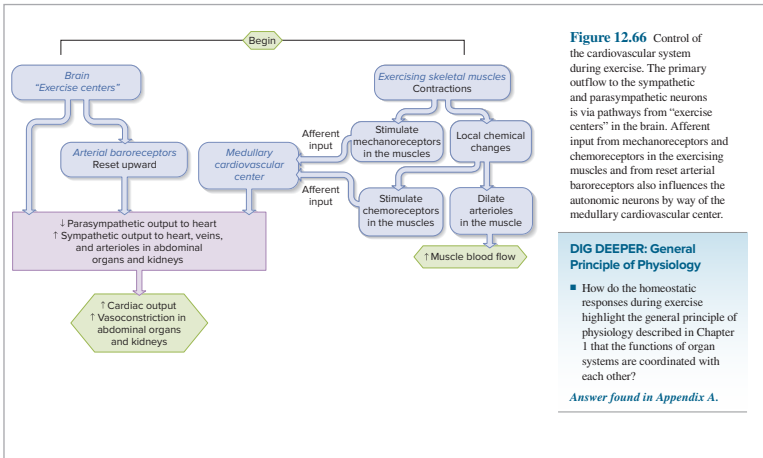 Begin
Brain
"Exercise centers"
Exercising skeletal muscles
Contractions
Arterial baroreceptors
Reset upward
Medullary
cardiovascular
center
Afferent
input
Afferent
input
Stimulate
mechanoreceptors
in the muscles
Local chemical
changes
Stimulate
chemoreceptors
in the muscles
Dilate
arterioles
in the muscle
↓ Parasympathetic output to heart
↑ Sympathetic output to heart, veins,
and arterioles in abdominal
organs and kidneys
↑ Muscle blood flow
↑ Cardiac output
↑ Vasoconstriction in
abdominal organs
and kidneys
Figure 12.66 Control of
the cardiovascular system
during exercise. The primary
outflow to the sympathetic
and parasympathetic neurons
is via pathways from “exercise
centers” in the brain. Afferent
input from mechanoreceptors and
chemoreceptors in the exercising
muscles and from reset arterial
baroreceptors also influences the
autonomic neurons by way of the
medullary cardiovascular center.
DIG DEEPER: General
Principle of Physiology
■ How do the homeostatic
responses during exercise
highlight the general principle of
physiology described in Chapter
1 that the functions of organ
systems are coordinated with
each other?
Answer found in Appendix A.